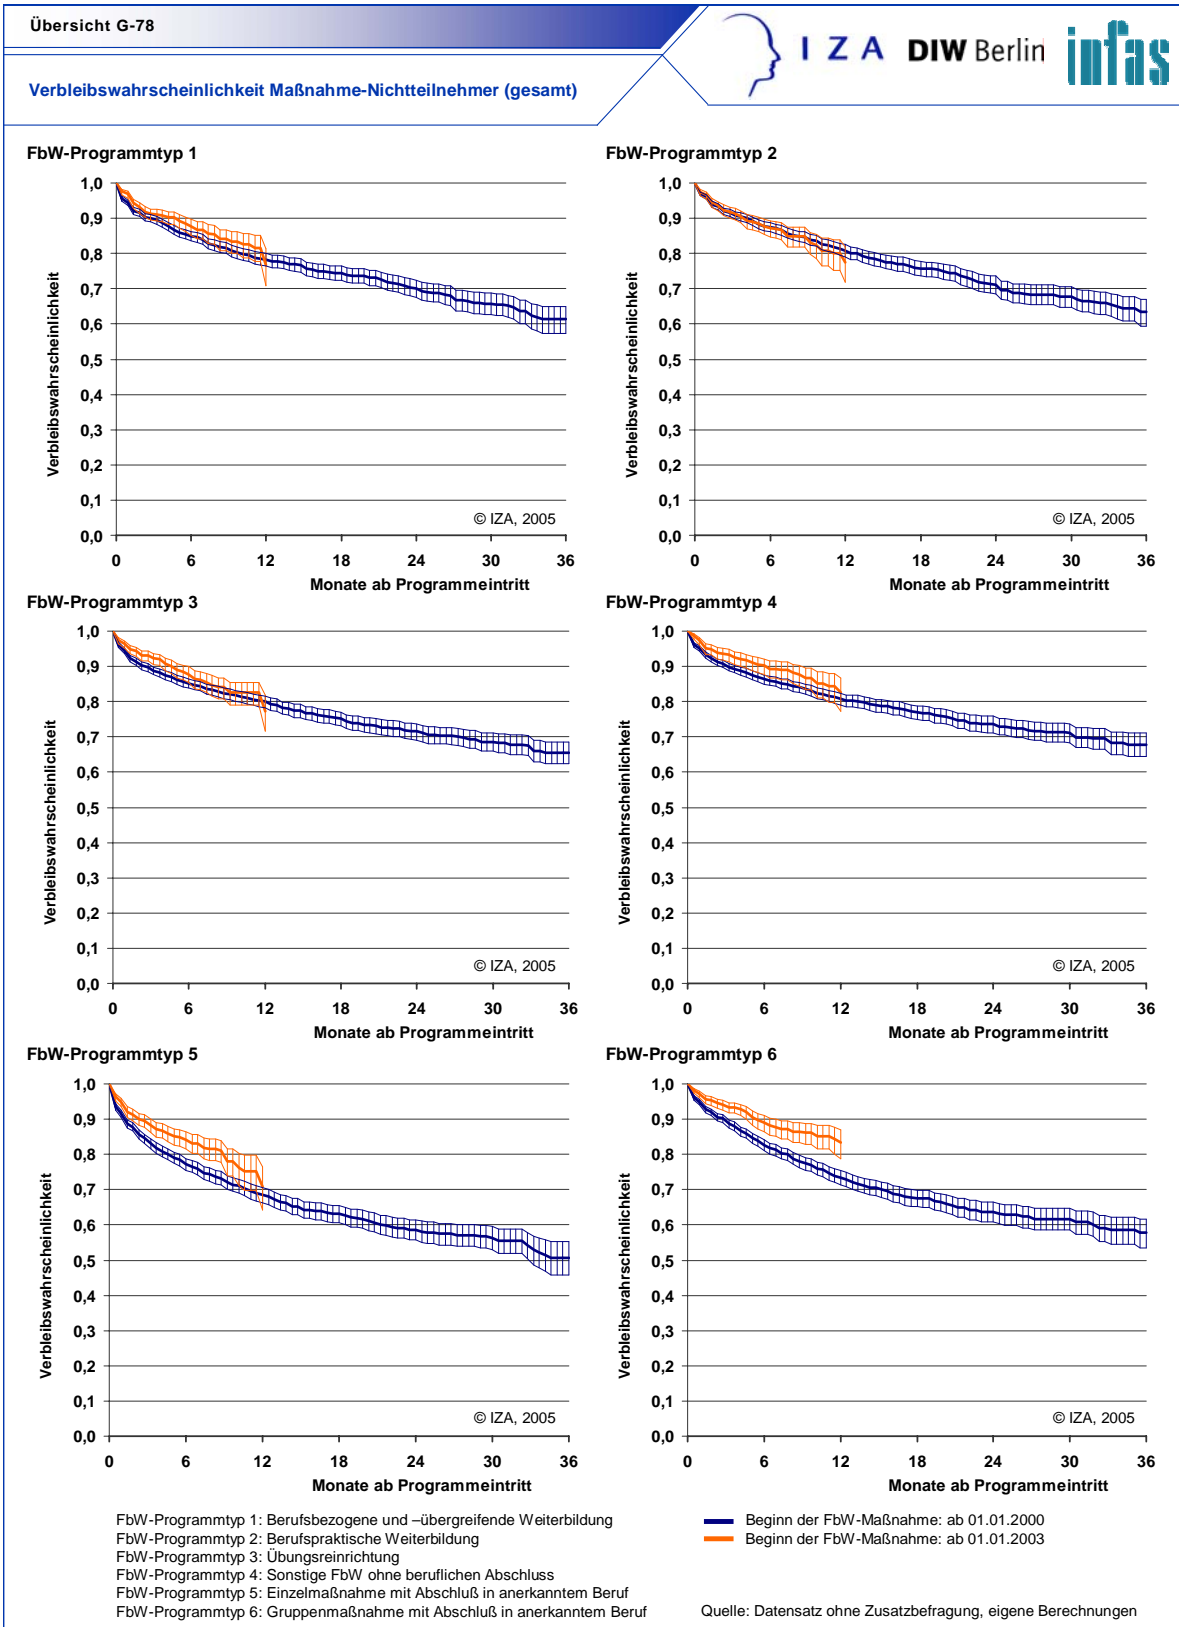 Übersicht G-78
IZA DIW Berlin infas
Verbleibswahrscheinlichkeit Maßnahme-Nichtteilnehmer (gesamt)
FbW-Programmtyp 1
Verbleibswahrscheinlichkeit
1,0
0,9
0,8
0,7
0,6
0,5
0,4
0,3
0,2
0,1
0,0
© IZA, 2005
0 6 12 18 24 30 36
Monate ab Programmeintritt
FbW-Programmtyp 2
Verbleibswahrscheinlichkeit
1,0
0,9
0,8
0,7
0,6
0,5
0,4
0,3
0,2
0,1
0,0
© IZA, 2005
0 6 12 18 24 30 36
Monate ab Programmeintritt
FbW-Programmtyp 3
Verbleibswahrscheinlichkeit
1,0
0,9
0,8
0,7
0,6
0,5
0,4
0,3
0,2
0,1
0,0
© IZA, 2005
0 6 12 18 24 30 36
Monate ab Programmeintritt
FbW-Programmtyp 4
Verbleibswahrscheinlichkeit
1,0
0,9
0,8
0,7
0,6
0,5
0,4
0,3
0,2
0,1
0,0
© IZA, 2005
0 6 12 18 24 30 36
Monate ab Programmeintritt
FbW-Programmtyp 5
Verbleibswahrscheinlichkeit
1,0
0,9
0,8
0,7
0,6
0,5
0,4
0,3
0,2
0,1
0,0
© IZA, 2005
0 6 12 18 24 30 36
Monate ab Programmeintritt
FbW-Programmtyp 6
Verbleibswahrscheinlichkeit
1,0
0,9
0,8
0,7
0,6
0,5
0,4
0,3
0,2
0,1
0,0
© IZA, 2005
0 6 12 18 24 30 36
Monate ab Programmeintritt
FbW-Programmtyp 1: Berufsbezogene und –übergreifende Weiterbildung
FbW-Programmtyp 2: Berufspraktische Weiterbildung
FbW-Programmtyp 3: Übungsreinrichtung
FbW-Programmtyp 4: Sonstige FbW ohne beruflichen Abschluss
FbW-Programmtyp 5: Einzelmaßnahme mit Abschluß in anerkanntem Beruf
FbW-Programmtyp 6: Gruppenmaßnahme mit Abschluß in anerkanntem Beruf
Beginn der FbW-Maßnahme: ab 01.01.2000
Beginn der FbW-Maßnahme: ab 01.01.2003
Quelle: Datensatz ohne Zusatzbefragung, eigene Berechnungen